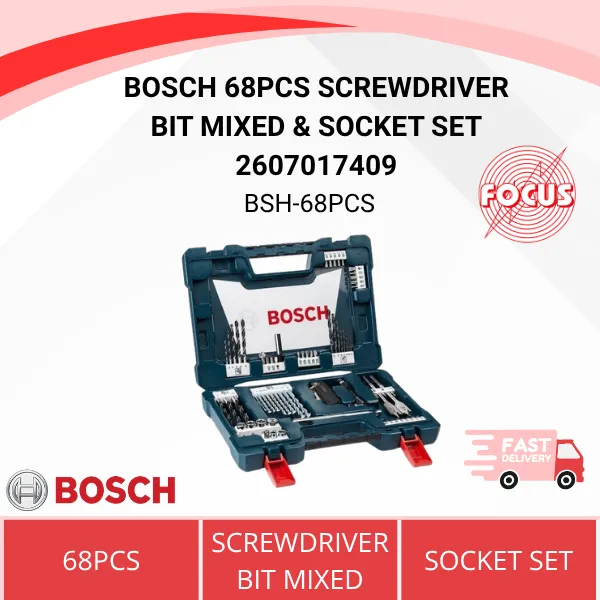 BOSCH 68PCS SCREWDRIVER
BIT MIXED & SOCKET SET
2607017409
BSH-68PCS
FOCUS
BOSCH
FAST
DELIVERY
BOSCH
68PCS
SCREWDRIVER
BIT MIXED
SOCKET SET